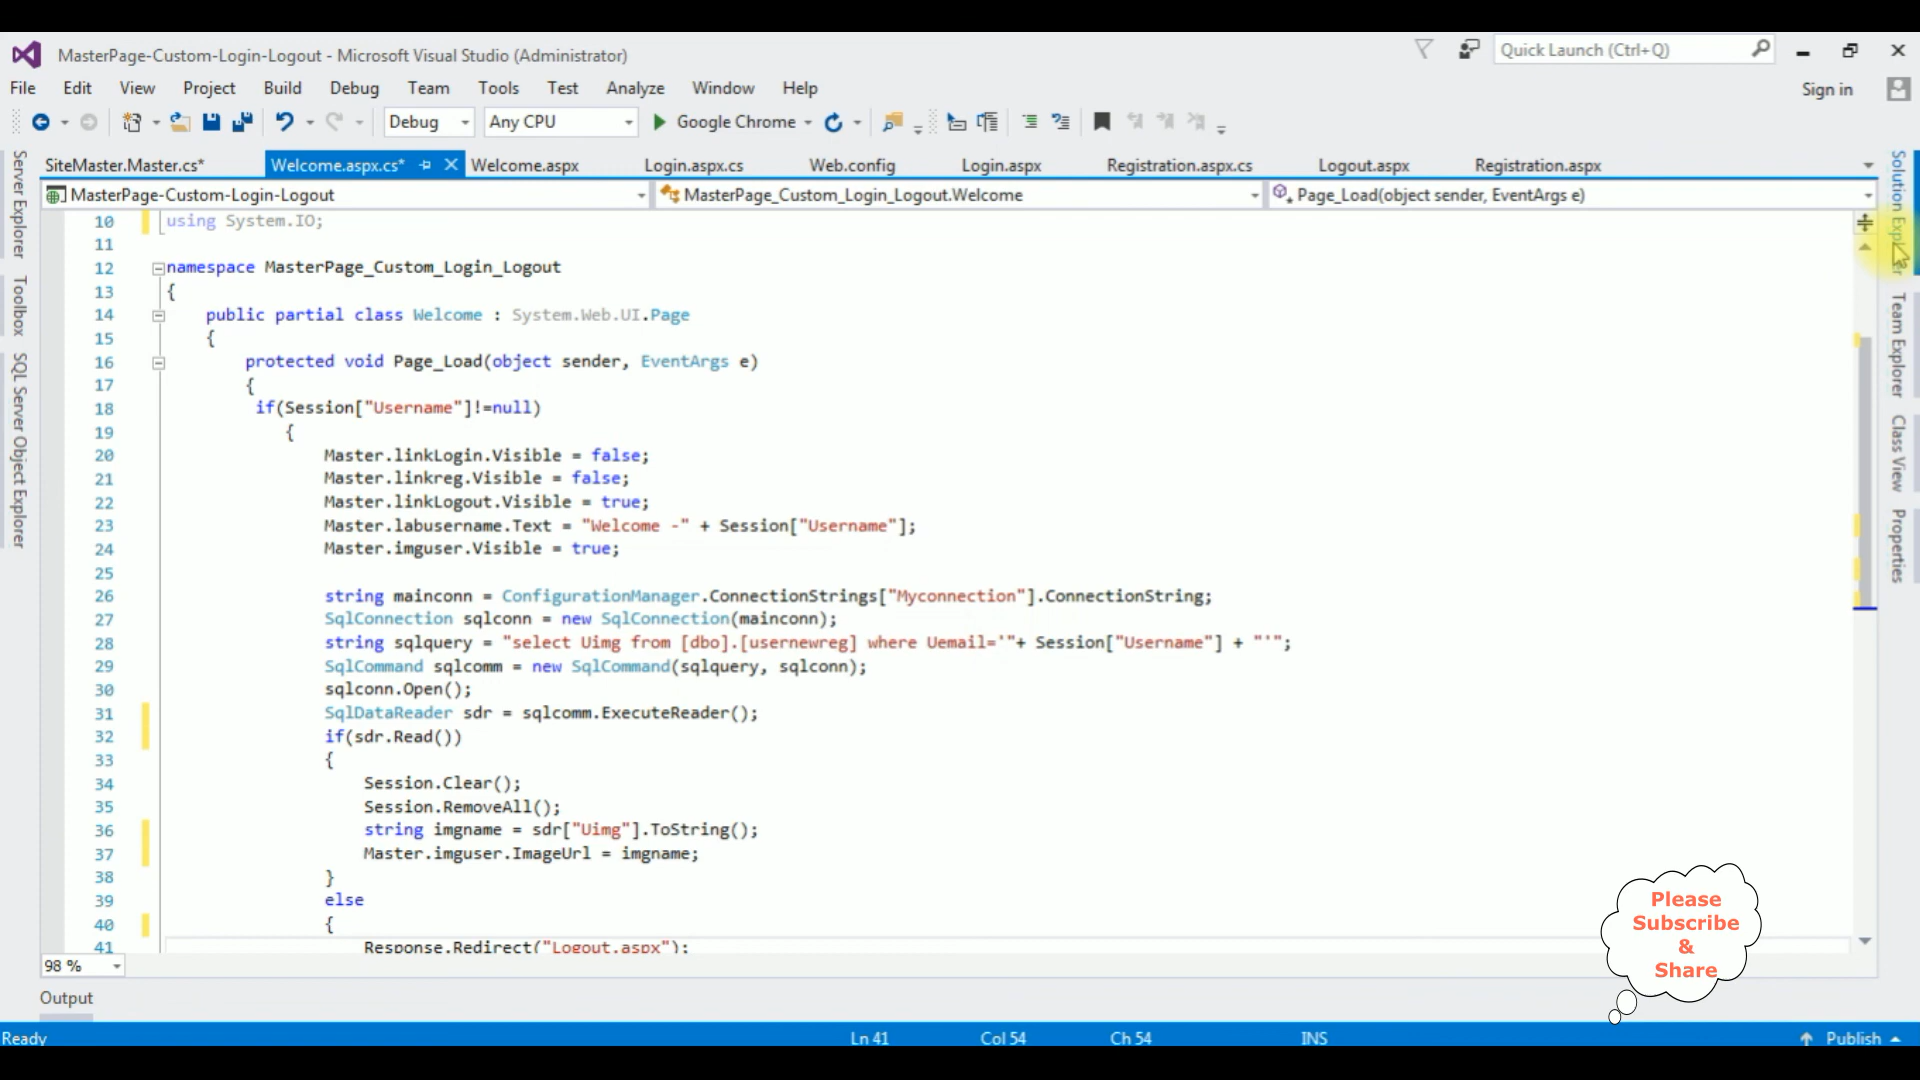 MasterPage-Custom-Login-Logout - Microsoft Visual Studio (Administrator)
Quick Launch (Ctrl+Q)
File Edit View Project Build Debug Team Tools Test Analyze Window Help
Sign in
Debug Any CPU Google Chrome
SiteMaster.Master.cs* Welcome.aspx.cs* Welcome.aspx Login.aspx.cs Web.config Login.aspx Registration.aspx.cs Logout.aspx Registration.aspx
MasterPage-Custom-Login-Logout MasterPage_Custom_Login_Logout.Welcome Page_Load(object sender, EventArgs e)
Server Explorer
Toolbox
SQL Server Object Explorer
10 using System.IO;
11
12 namespace MasterPage_Custom_Login_Logout
13 {
14 public partial class Welcome : System.Web.UI.Page
15 {
16 protected void Page_Load(object sender, EventArgs e)
17 {
18 if(Session["Username"]!=null)
19 {
20 Master.linkLogin.Visible = false;
21 Master.linkreg.Visible = false;
22 Master.linkLogout.Visible = true;
23 Master.labusername.Text = "Welcome -" + Session["Username"];
24 Master.imguser.Visible = true;
25
26 string mainconn = ConfigurationManager.ConnectionStrings["Myconnection"].ConnectionString;
27 SqlConnection sqlconn = new SqlConnection(mainconn);
28 string sqlquery = "select Uimg from [dbo].[usernewreg] where Uemail='"+ Session["Username"] + "'";
29 SqlCommand sqlcomm = new SqlCommand(sqlquery, sqlconn);
30 sqlconn.Open();
31 SqlDataReader sdr = sqlcomm.ExecuteReader();
32 if(sdr.Read())
33 {
34 Session.Clear();
35 Session.RemoveAll();
36 string imgname = sdr["Uimg"].ToString();
37 Master.imguser.ImageUrl = imgname;
38 }
39 else
40 {
41 Response.Redirect("Logout.aspx");
Solution Explorer
Team Explorer
Class View
Properties
Please
Subscribe
&
Share
98 %
Output
Ready Ln 41 Col 54 Ch 54 INS Publish